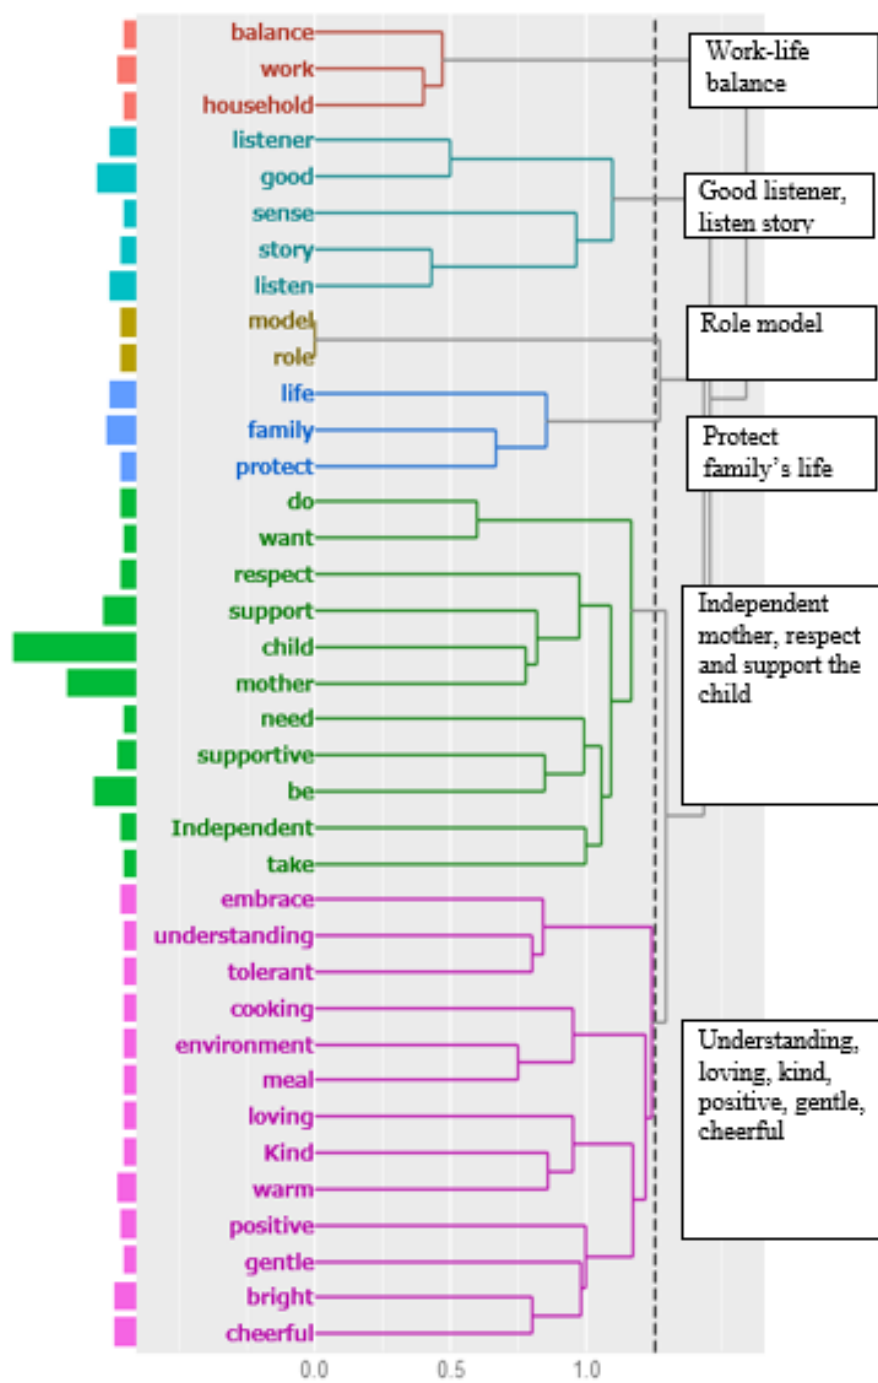 balance
work
household
listener
good
sense
story
listen
model
role
life
family
protect
do
want
respect
support
child
mother
need
supportive
be
Independent
take
embrace
understanding
tolerant
cooking
environment
meal
loving
Kind
warm
positive
gentle
bright
cheerful
0.0 0.5 1.0
Work-life
balance
Good listener,
listen story
Role model
Protect
family’s life
Independent
mother, respect
and support the
child
Understanding,
loving, kind,
positive, gentle,
cheerful